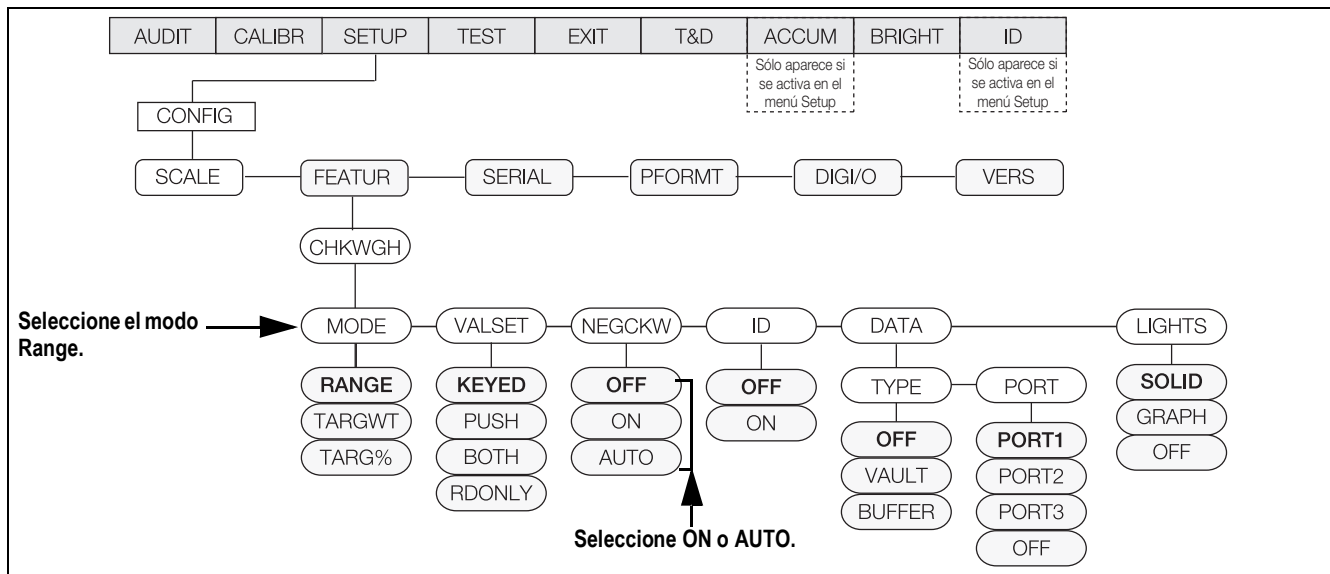 AUDIT CALIBR SETUP TEST EXIT T&D ACCUM BRIGHT ID
Sólo aparece si
se activa en el
menú Setup
Sólo aparece si
se activa en el
menú Setup
CONFIG
SCALE FEATUR SERIAL PFORMT DIGI/O VERS
CHKWGH
Seleccione el modo
Range.
MODE VALSET NEGCKW ID DATA LIGHTS
RANGE KEYED OFF OFF TYPE PORT SOLID
TARGWT PUSH ON ON OFF PORT1 GRAPH
TARG% BOTH AUTO VAULT PORT2 OFF
RDONLY BUFFER PORT3
Seleccione ON o AUTO.
OFF